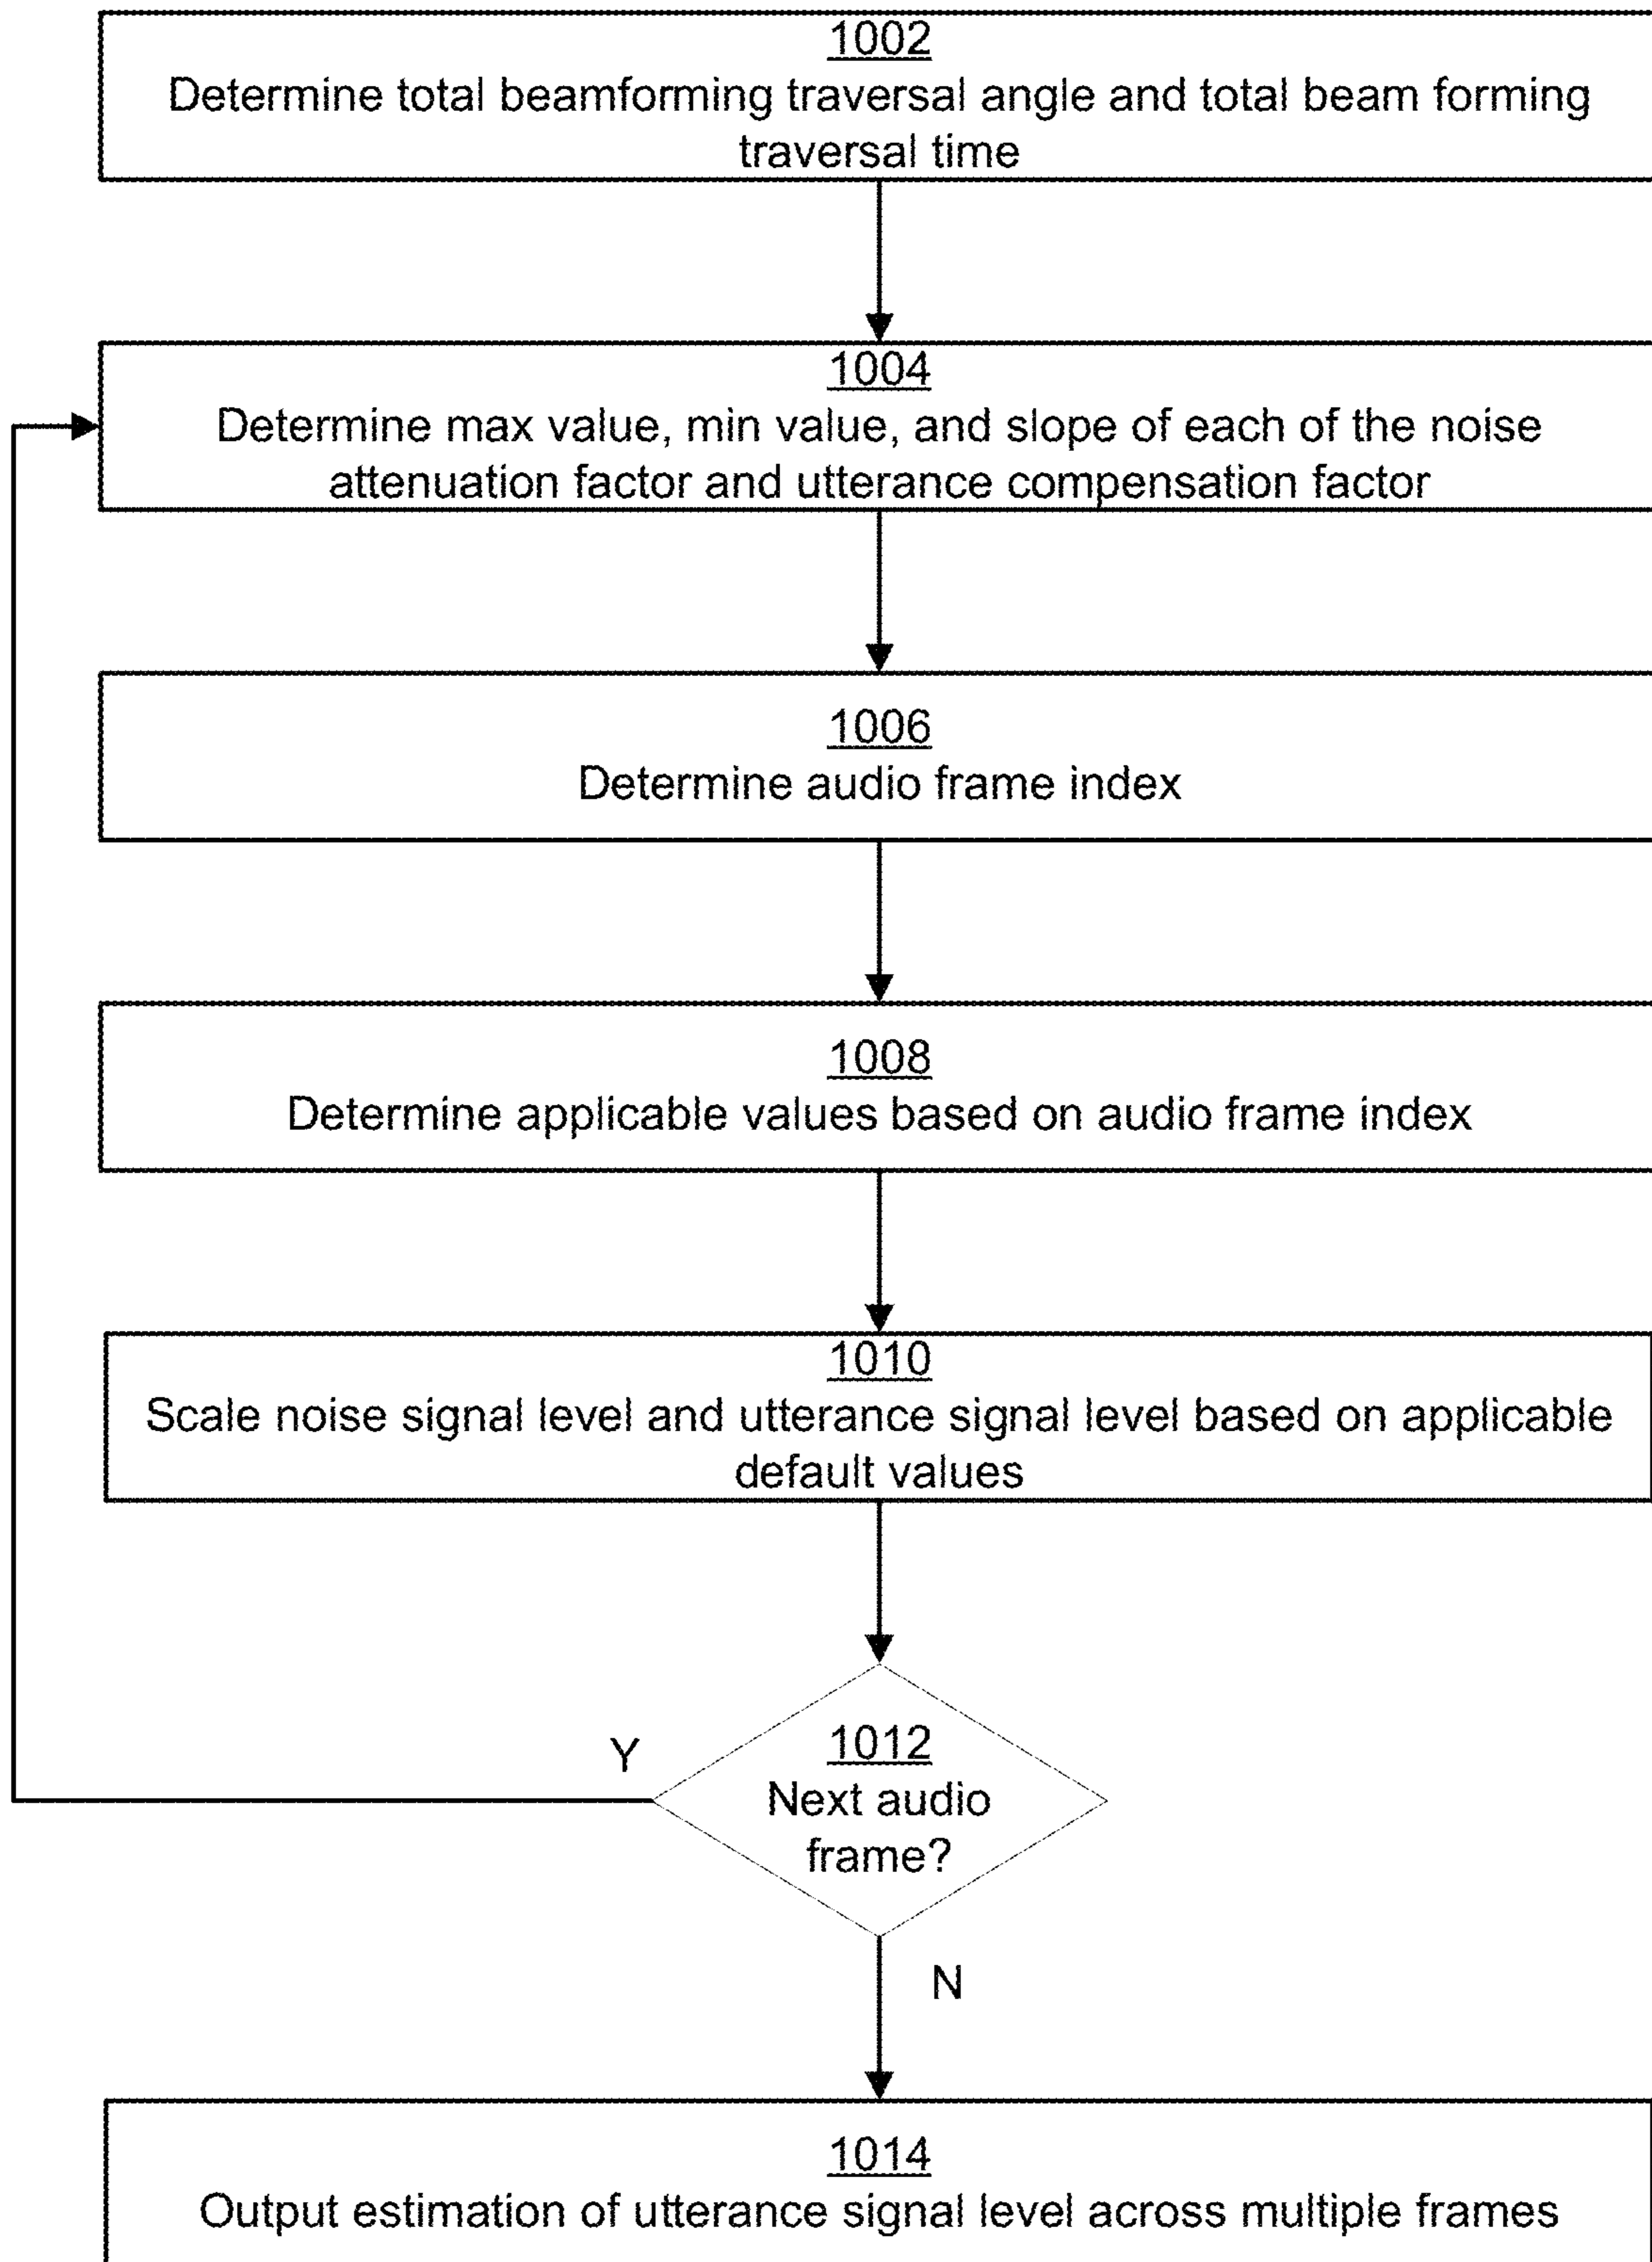 1002
Determine total beamforming traversal angle and total beam forming
traversal time
1004
Determine max value, min value, and slope of each of the noise
attenuation factor and utterance compensation factor
1006
Determine audio frame index
1008
Determine applicable values based on audio frame index
1010
Scale noise signal level and utterance signal level based on applicable
default values
Y
1012
Next audio
frame?
N
1014
Output estimation of utterance signal level across multiple frames